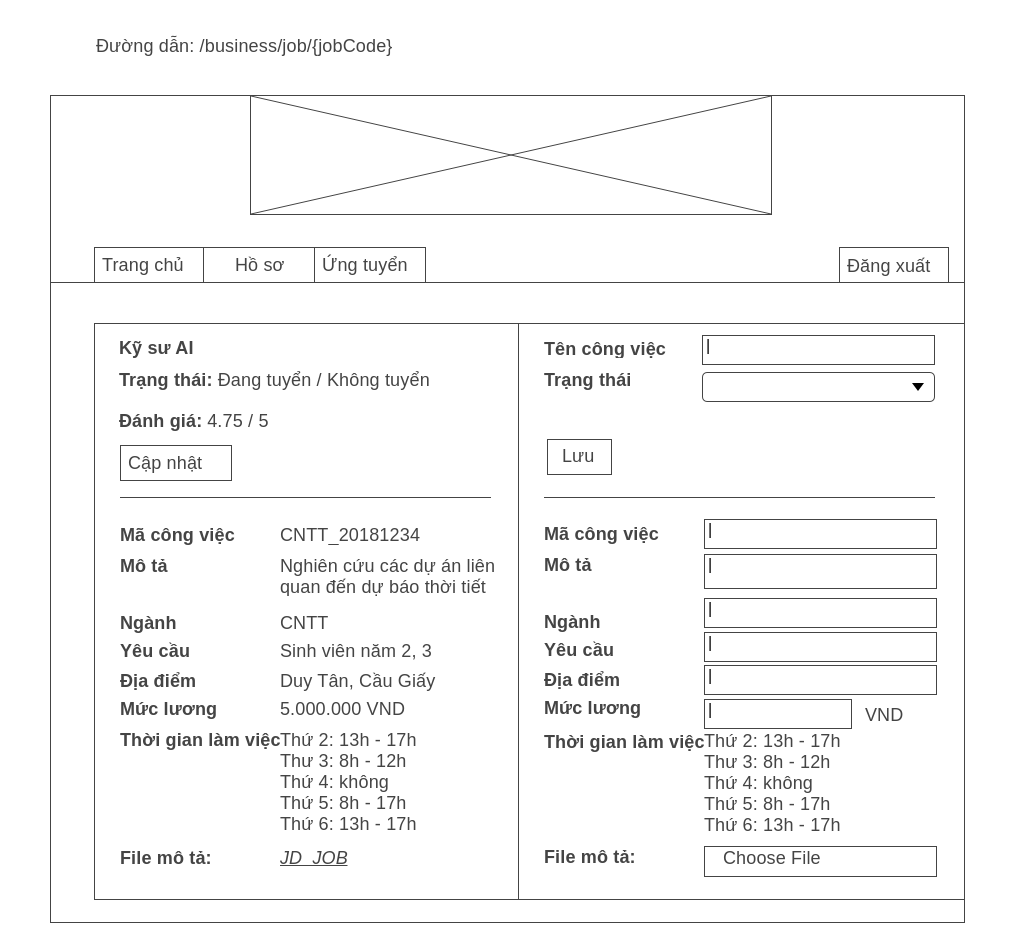 Đường dẫn: /business/job/{jobCode}
Trang chủ
Hồ sơ
Ứng tuyển
Đăng xuất
Kỹ sư AI
Trạng thái: Đang tuyển / Không tuyển
Đánh giá: 4.75 / 5
Cập nhật
Mã công việc CNTT_20181234
Mô tả Nghiên cứu các dự án liên
quan đến dự báo thời tiết
Ngành CNTT
Yêu cầu Sinh viên năm 2, 3
Địa điểm Duy Tân, Cầu Giấy
Mức lương 5.000.000 VND
Thời gian làm việc Thứ 2: 13h - 17h
Thư 3: 8h - 12h
Thứ 4: không
Thứ 5: 8h - 17h
Thứ 6: 13h - 17h
File mô tả: JD_JOB
Tên công việc
Trạng thái
Lưu
Mã công việc
Mô tả
Ngành
Yêu cầu
Địa điểm
Mức lương VND
Thời gian làm việc Thứ 2: 13h - 17h
Thư 3: 8h - 12h
Thứ 4: không
Thứ 5: 8h - 17h
Thứ 6: 13h - 17h
File mô tả: Choose File